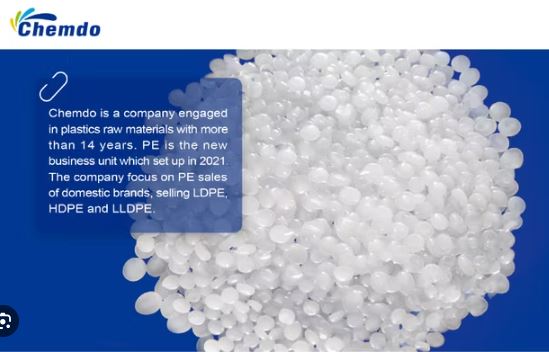 Chemdo
Chemdo is a company engaged
in plastics raw materials with more
than 14 years. PE is the new
business unit which set up in 2021.
The company focus on PE sales
of domestic brands, selling LDPE,
HDPE and LLDPE.